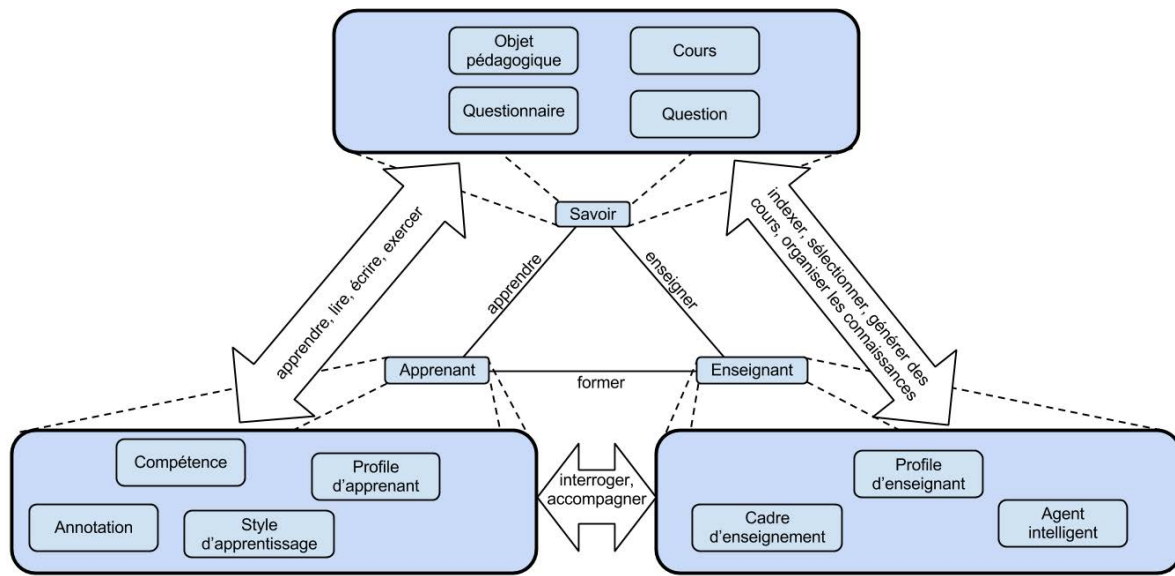 Objet
pédagogique
Cours
Questionnaire
Question
Savoir
apprendre, lire, écrire, exercer
apprendre
enseigner
indexer, sélectionner, générer des
cours, organiser les connaissances
Apprenant
former
Enseignant
Compétence
Profile
d'apprenant
Annotation
Style
d'apprentissage
interroger,
accompagner
Profile
d'enseignant
Cadre
d'enseignement
Agent
intelligent